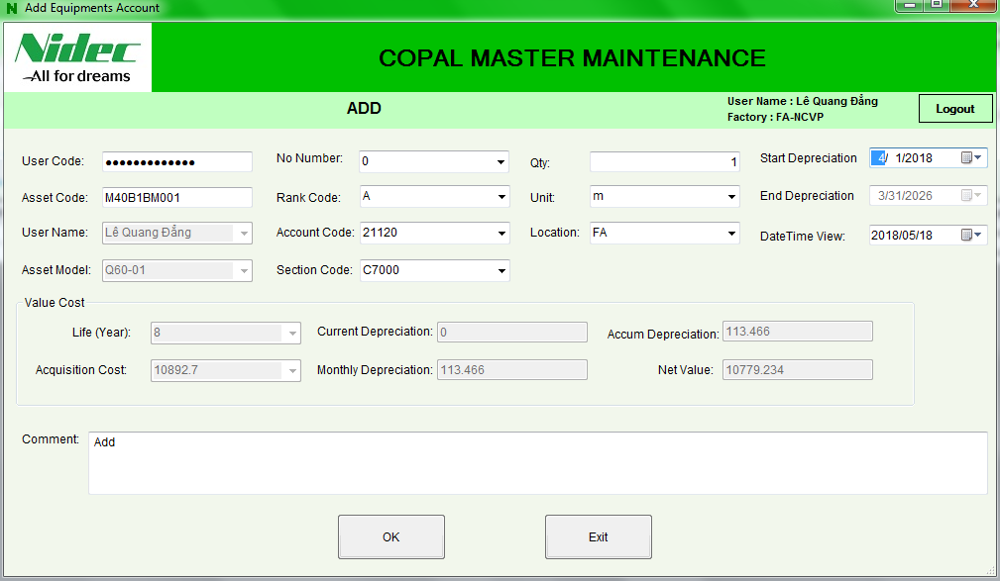 Add Equipments Account
Nidec
All for dreams
COPAL MASTER MAINTENANCE
ADD
User Name : Lê Quang Đẳng
Factory : FA-NCVP
Logout
User Code: •••••••••••••
No Number: 0
Qty: 1
Start Depreciation 4/ 1/2018
Asset Code: M40B1BM001
Rank Code: A
Unit: m
End Depreciation 3/31/2026
User Name: Lê Quang Đẳng
Account Code: 21120
Location: FA
DateTime View: 2018/05/18
Asset Model: Q60-01
Section Code: C7000
Value Cost
Life (Year): 8
Current Depreciation: 0
Accum Depreciation: 113.466
Acquisition Cost: 10892.7
Monthly Depreciation: 113.466
Net Value: 10779.234
Comment: Add
OK
Exit